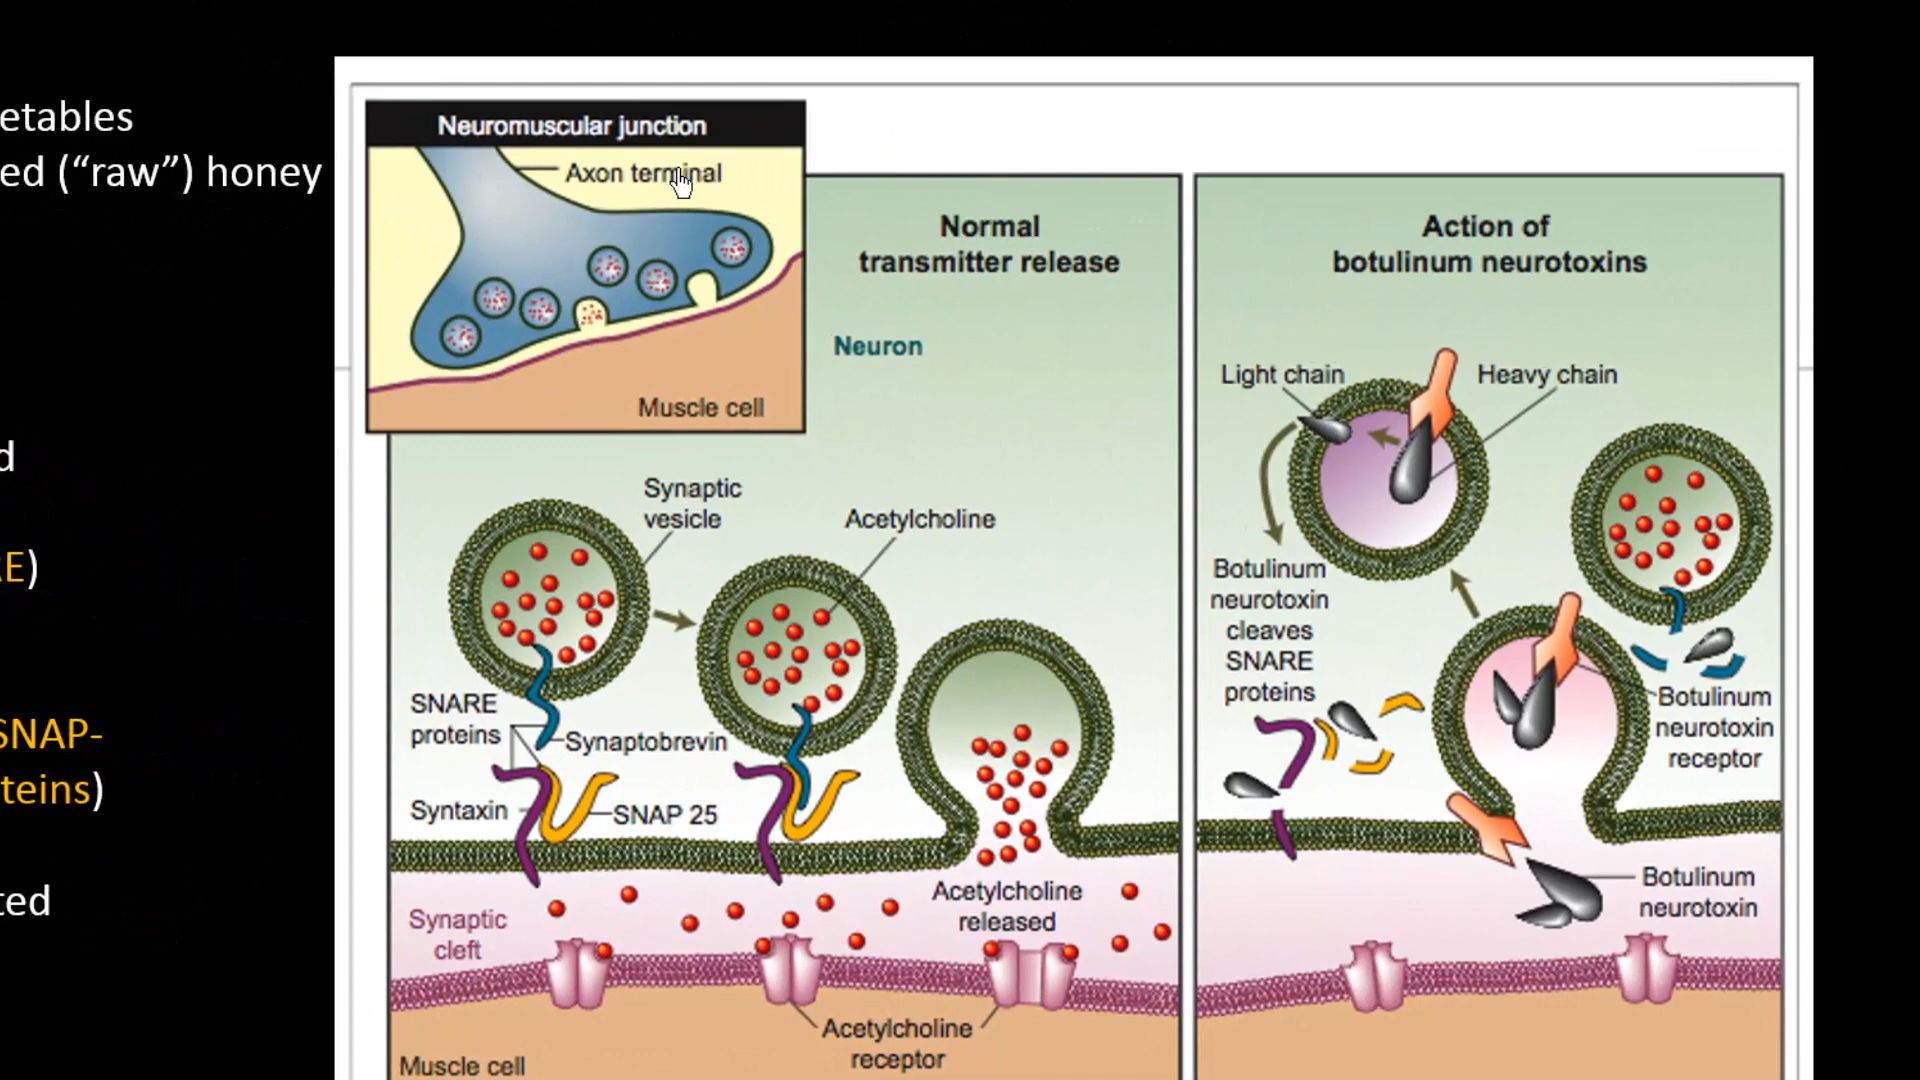 etables
ed (“raw”) honey
d
E)
SNAP-
teins)
ted
Neuromuscular junction
Axon terminal
Muscle cell
Normal
transmitter release
Neuron
Synaptic
vesicle
Acetylcholine
SNARE
proteins
Synaptobrevin
Syntaxin
SNAP 25
Acetylcholine
released
Synaptic
cleft
Acetylcholine
receptor
Muscle cell
Action of
botulinum neurotoxins
Light chain
Heavy chain
Botulinum
neurotoxin
cleaves
SNARE
proteins
Botulinum
neurotoxin
receptor
Botulinum
neurotoxin